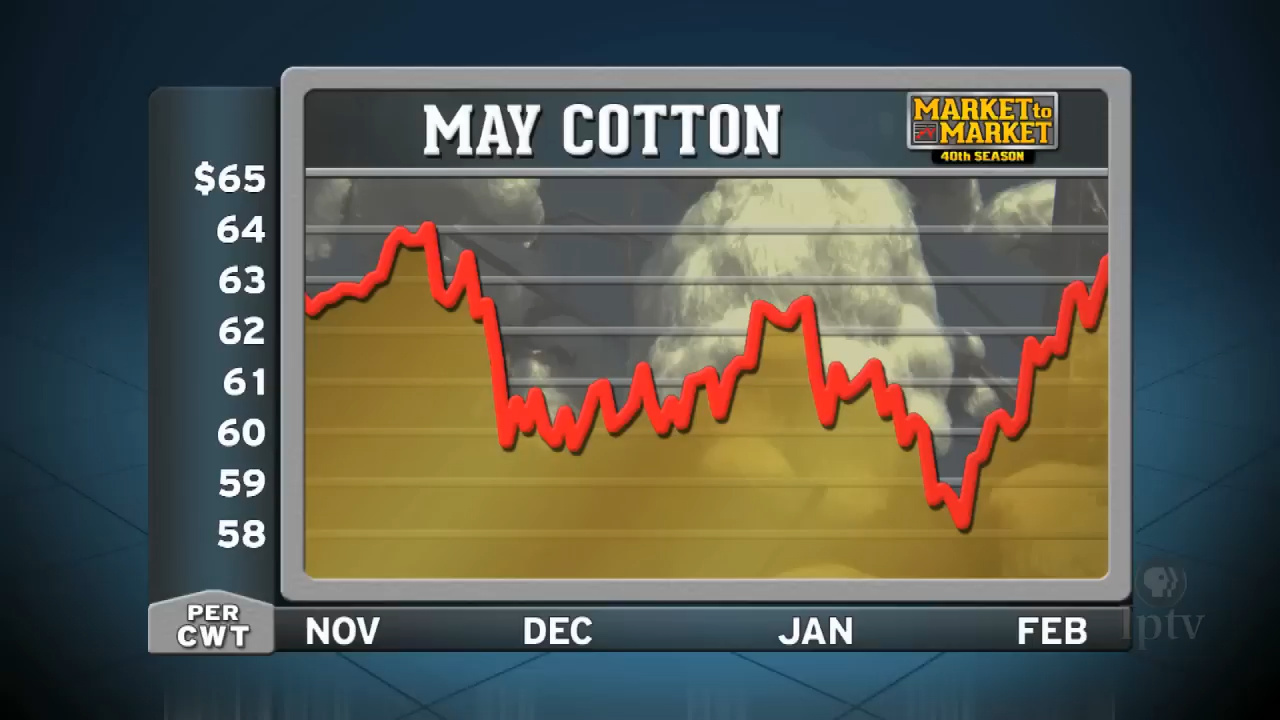 MAY COTTON
MARKET to
MARKET
40th SEASON
$65
64
63
62
61
60
59
58
PER
CWT
NOV DEC JAN FEB
iptv